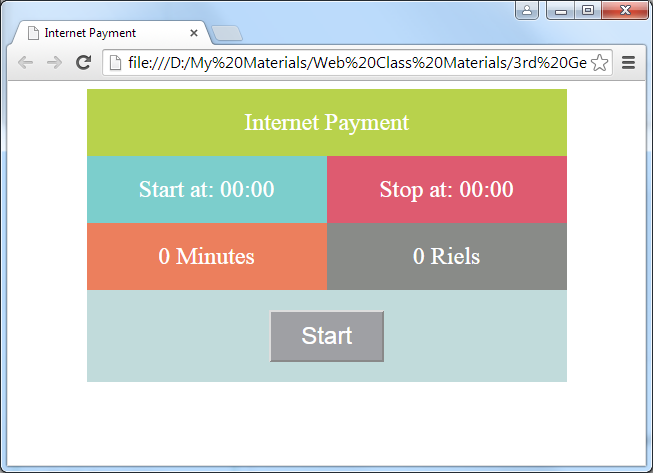 Internet Payment
file:///D:/My%20Materials/Web%20Class%20Materials/3rd%20Ge
Internet Payment
Start at: 00:00 Stop at: 00:00
0 Minutes 0 Riels
Start